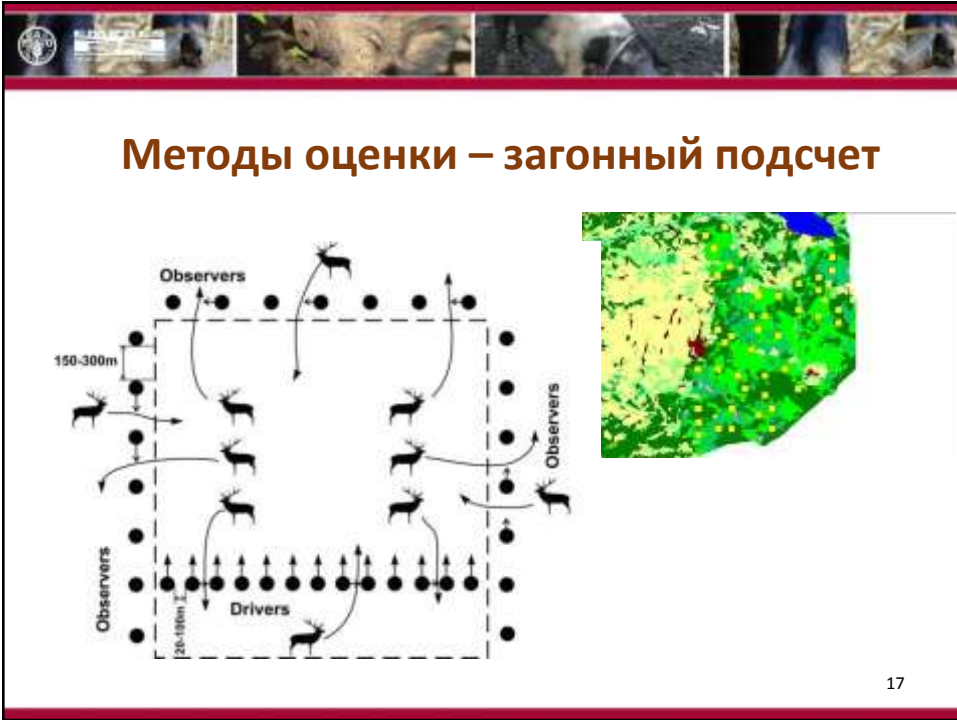 Методы оценки – загонный подсчет
Observers
150-300m
Observers
Observers
Drivers
20-100m
17